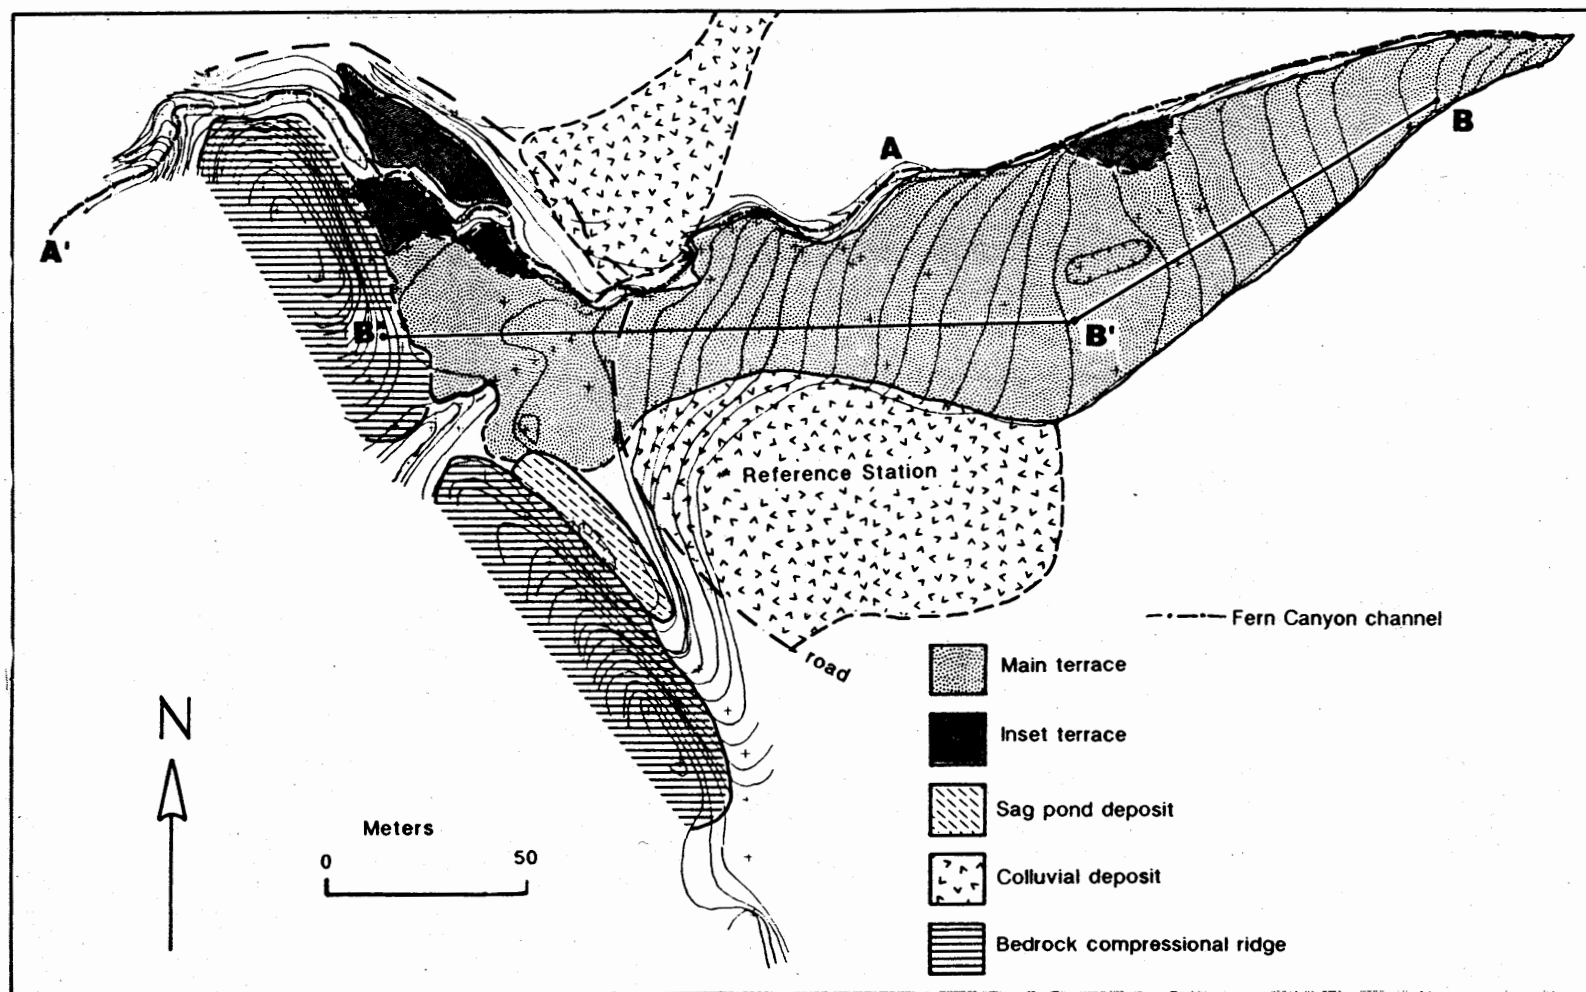 A
B
A'
B'
B'
Reference Station
road
Fern Canyon channel
Main terrace
Inset terrace
Sag pond deposit
Colluvial deposit
Bedrock compressional ridge
N
Meters
0 50